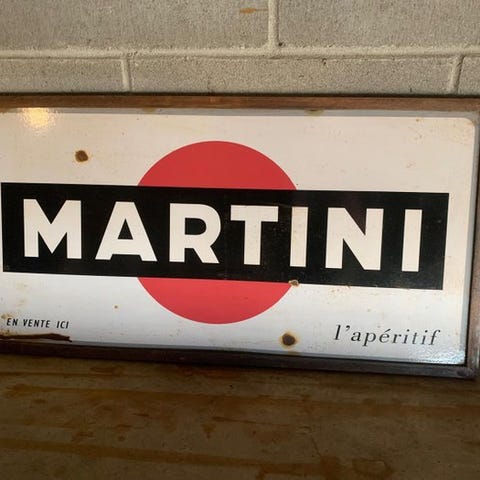 MARTINI
EN VENTE ICI
l'apéritif